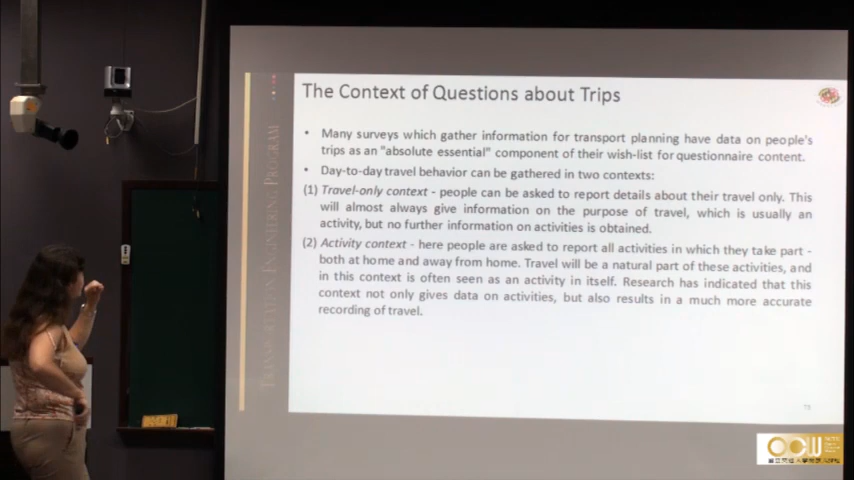 The Context of Questions about Trips
• Many surveys which gather information for transport planning have data on people's
trips as an "absolute essential" component of their wish-list for questionnaire content.
• Day-to-day travel behavior can be gathered in two contexts:
(1) Travel-only context - people can be asked to report details about their travel only. This
will almost always give information on the purpose of travel, which is usually an
activity, but no further information on activities is obtained.
(2) Activity context - here people are asked to report all activities in which they take part -
both at home and away from home. Travel will be a natural part of these activities, and
in this context is often seen as an activity in itself. Research has indicated that this
context not only gives data on activities, but also results in a much more accurate
recording of travel.
TRANSPORTATION ENGINEERING PROGRAM
OCW